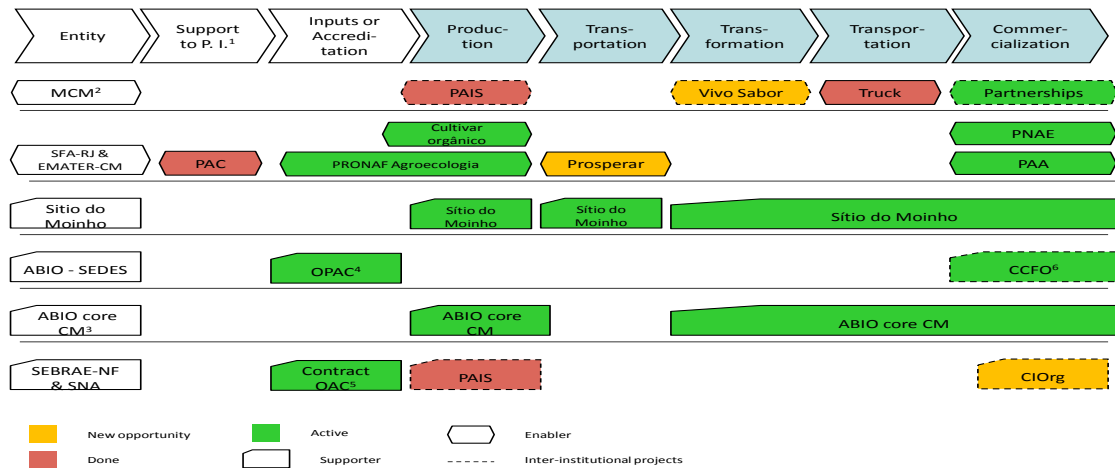 Entity
Support
to P. I.¹
Inputs or
Accredi-
tation
Produc-
tion
Trans-
portation
Trans-
formation
Transpor-
tation
Commer-
cialization
MCM²
PAIS
Vivo Sabor
Truck
Partnerships
Cultivar
orgânico
PNAE
SFA-RJ &
EMATER-CM
PAC
PRONAF Agroecologia
Prosperar
PAA
Sitio do
Moinho
Sítio do
Moinho
Sítio do
Moinho
Sítio do Moinho
ABIO - SEDES
OPAC⁴
CCFO⁶
ABIO core
CM³
ABIO core
CM
ABIO core CM
SEBRAE-NF
& SNA
Contract
OAC⁵
PAIS
CIOrg
New opportunity
Active
Enabler
Done
Supporter
Inter-institutional projects